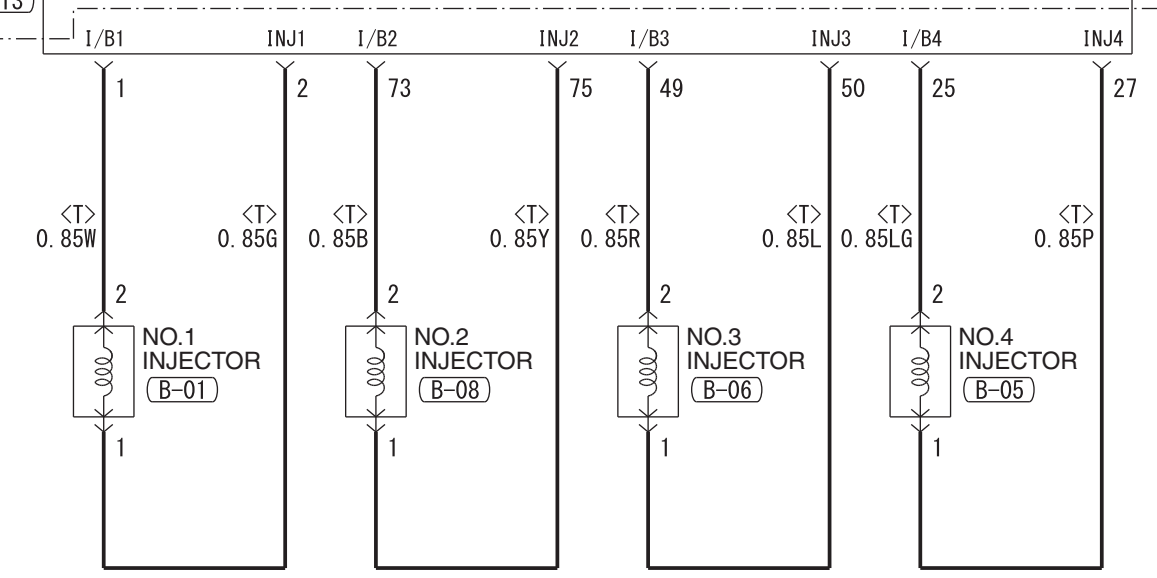 I/B1 INJ1 I/B2 INJ2 I/B3 INJ3 I/B4 INJ4
1 2 73 75 49 50 25 27
<T> <T> <T> <T> <T> <T> <T> <T>
0.85W 0.85G 0.85B 0.85Y 0.85R 0.85L 0.85LG 0.85P
2 2 2 2
NO.1 NO.2 NO.3 NO.4
INJECTOR INJECTOR INJECTOR INJECTOR
B-01 B-08 B-06 B-05
1 1 1 1